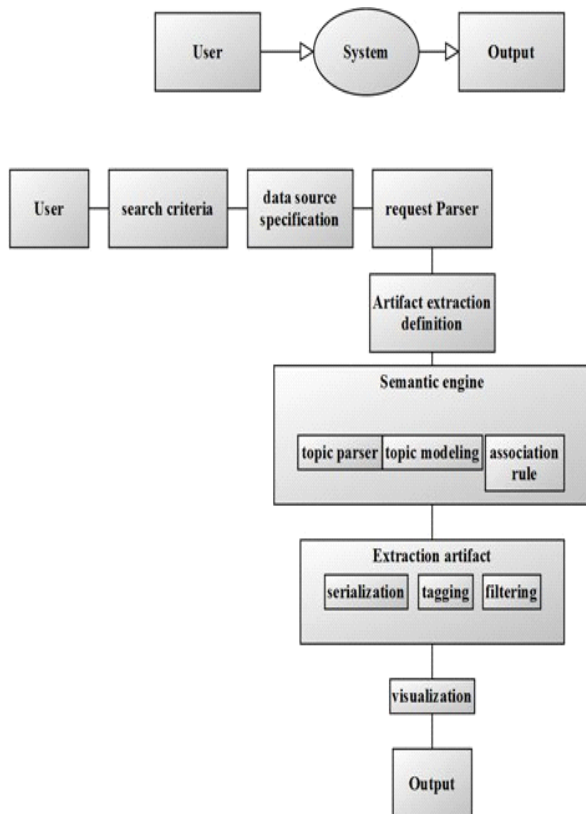 User
System
Output
User
search criteria
data source
specification
request Parser
Artifact extraction
definition
Semantic engine
topic parser
topic modeling
association
rule
Extraction artifact
serialization
tagging
filtering
visualization
Output